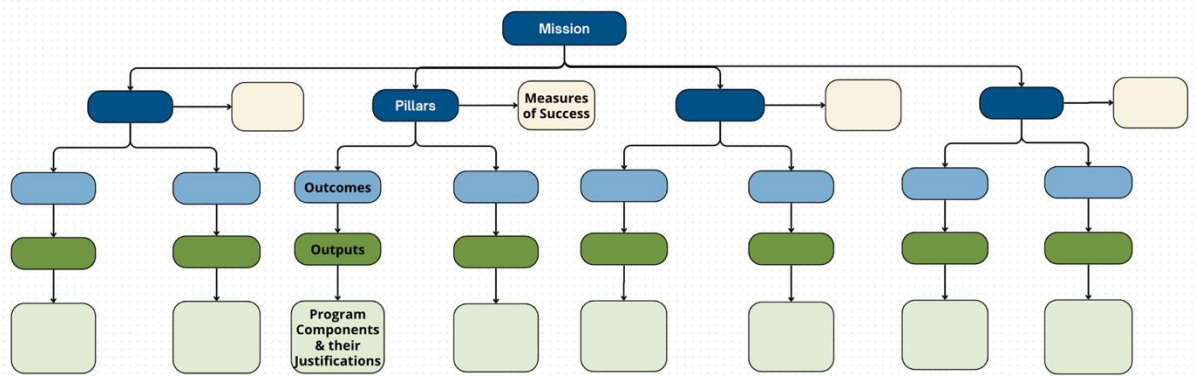 Mission
Pillars
Measures
of Success
Outcomes
Outputs
Program
Components
& their
Justifications